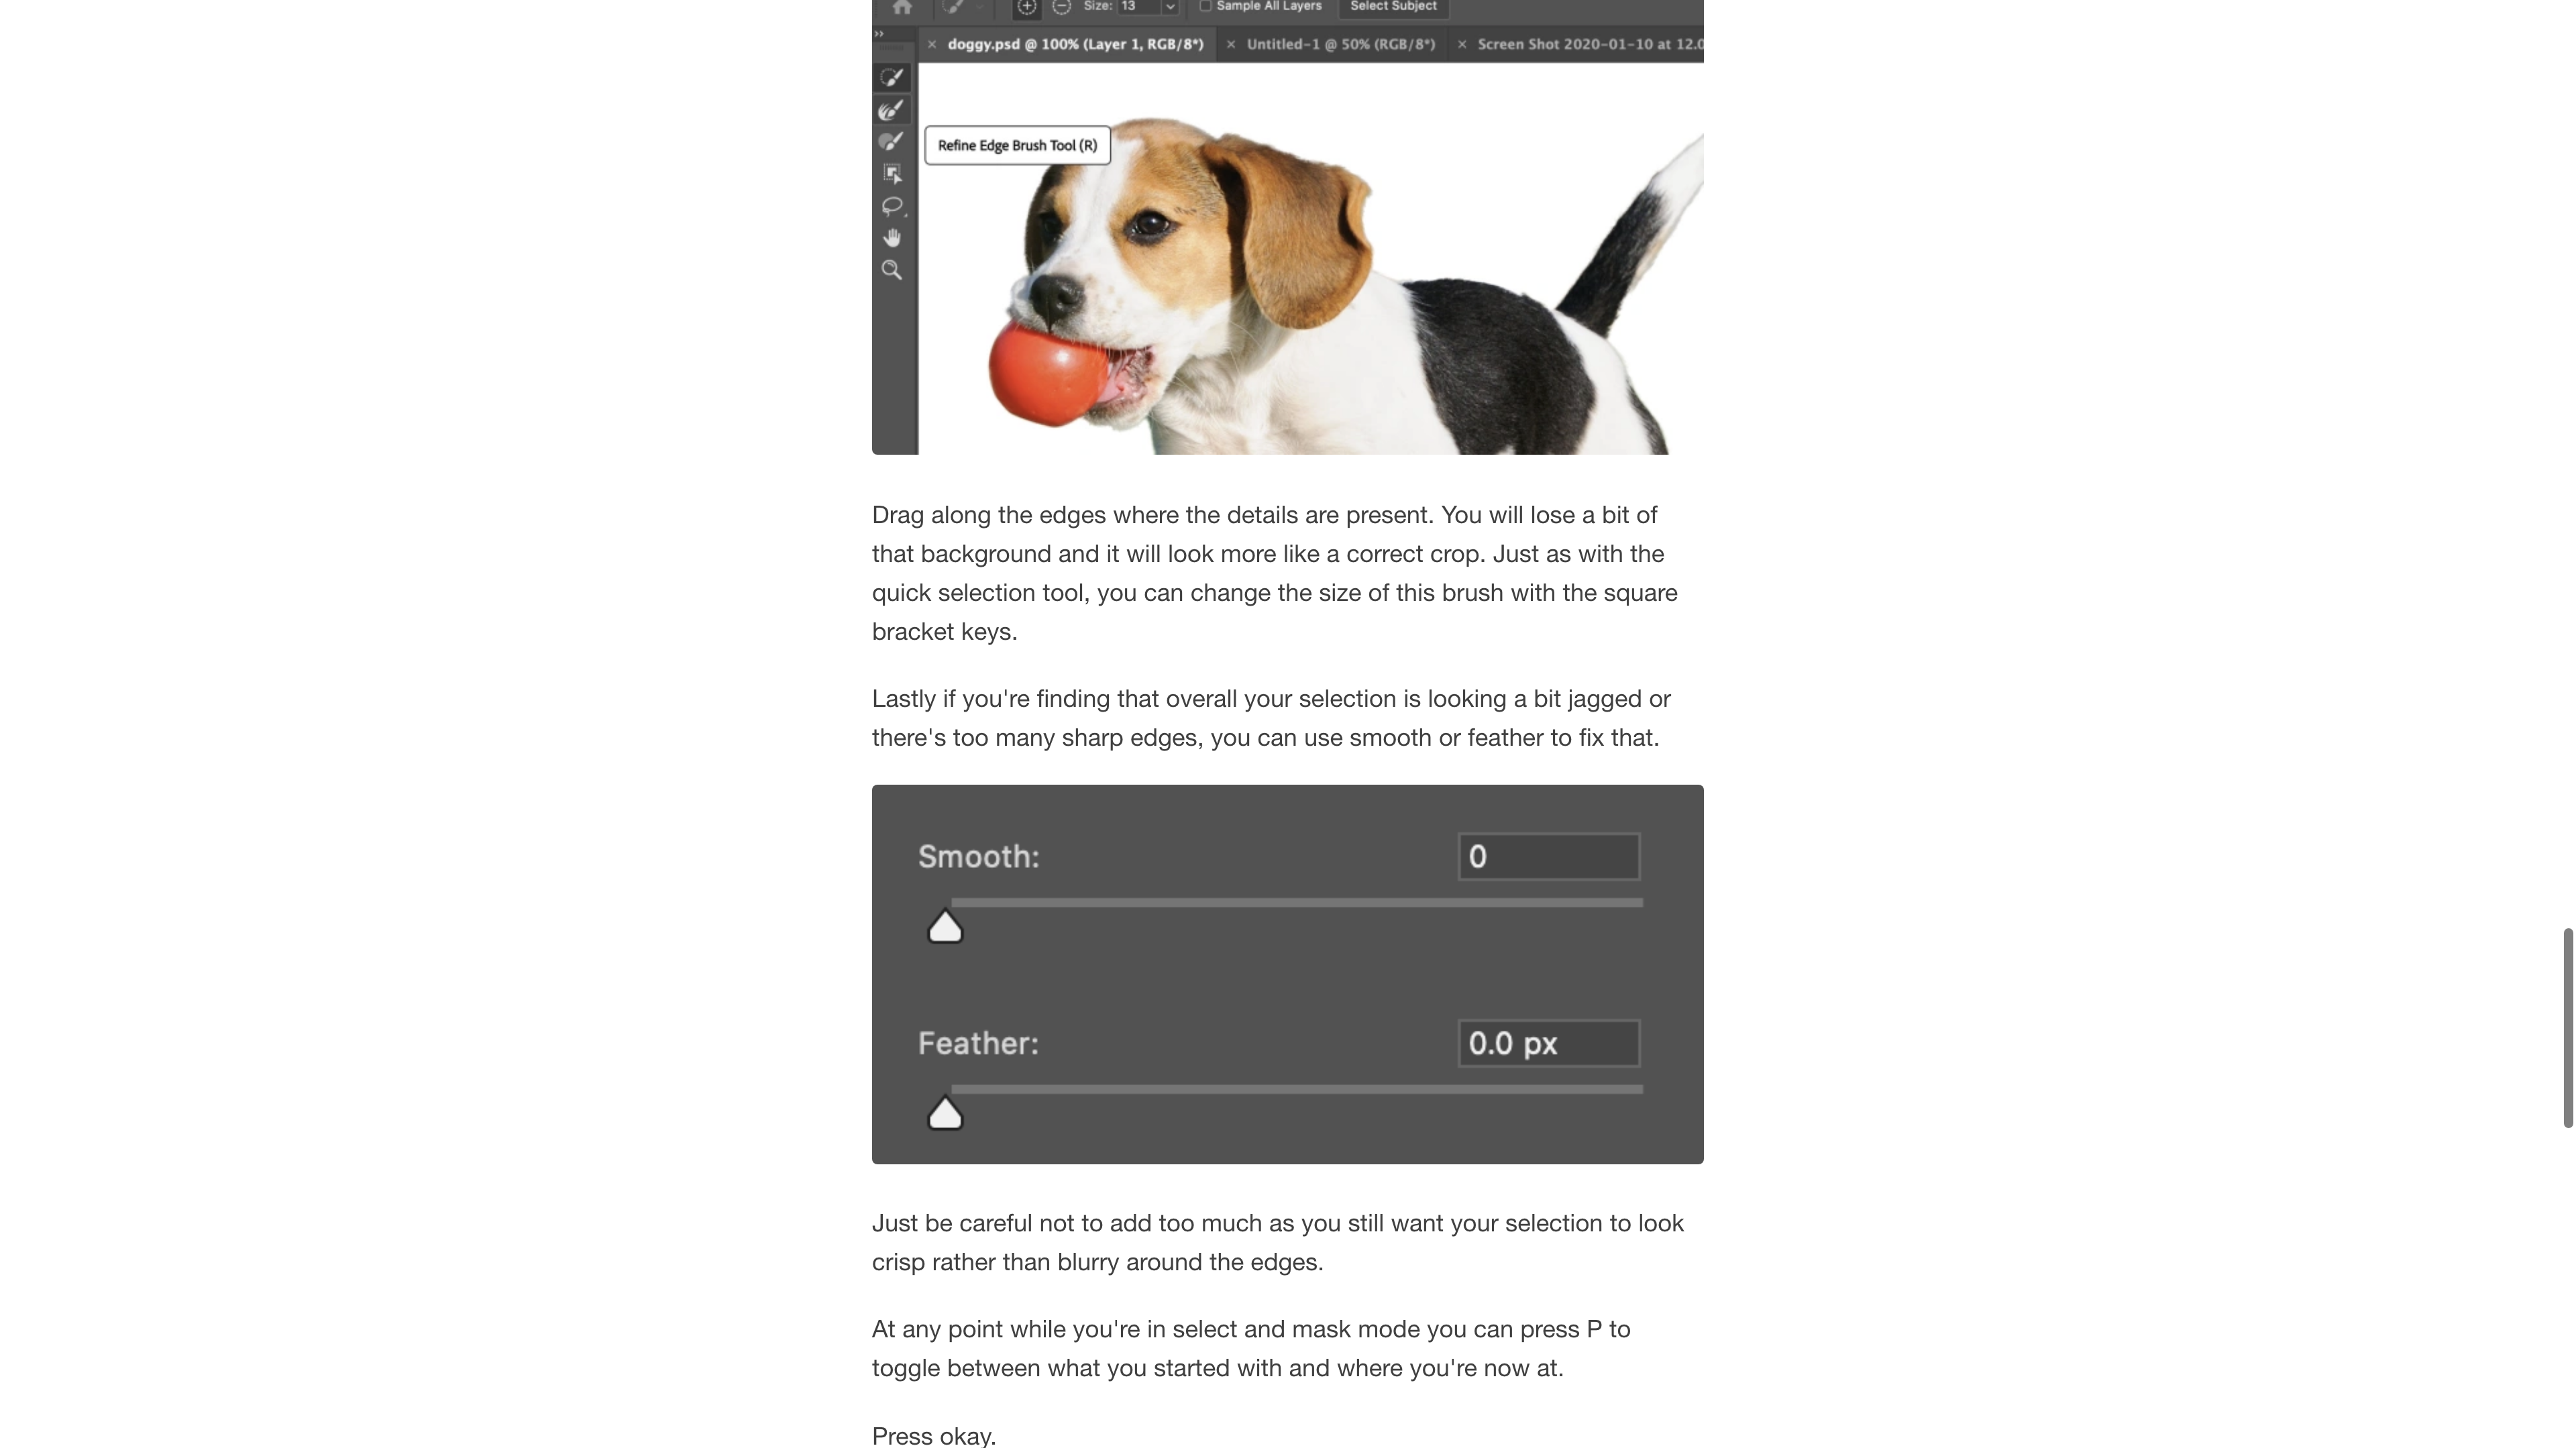 Size: 13 Sample All Layers Select Subject
doggy.psd @ 100% (Layer 1, RGB/8*) Untitled-1 @ 50% (RGB/8*) Screen Shot 2020-01-10 at 12.0
Refine Edge Brush Tool (R)
Drag along the edges where the details are present. You will lose a bit of
that background and it will look more like a correct crop. Just as with the
quick selection tool, you can change the size of this brush with the square
bracket keys.
Lastly if you're finding that overall your selection is looking a bit jagged or
there's too many sharp edges, you can use smooth or feather to fix that.
Smooth: 0
Feather: 0.0 px
Just be careful not to add too much as you still want your selection to look
crisp rather than blurry around the edges.
At any point while you're in select and mask mode you can press P to
toggle between what you started with and where you're now at.
Press okay.